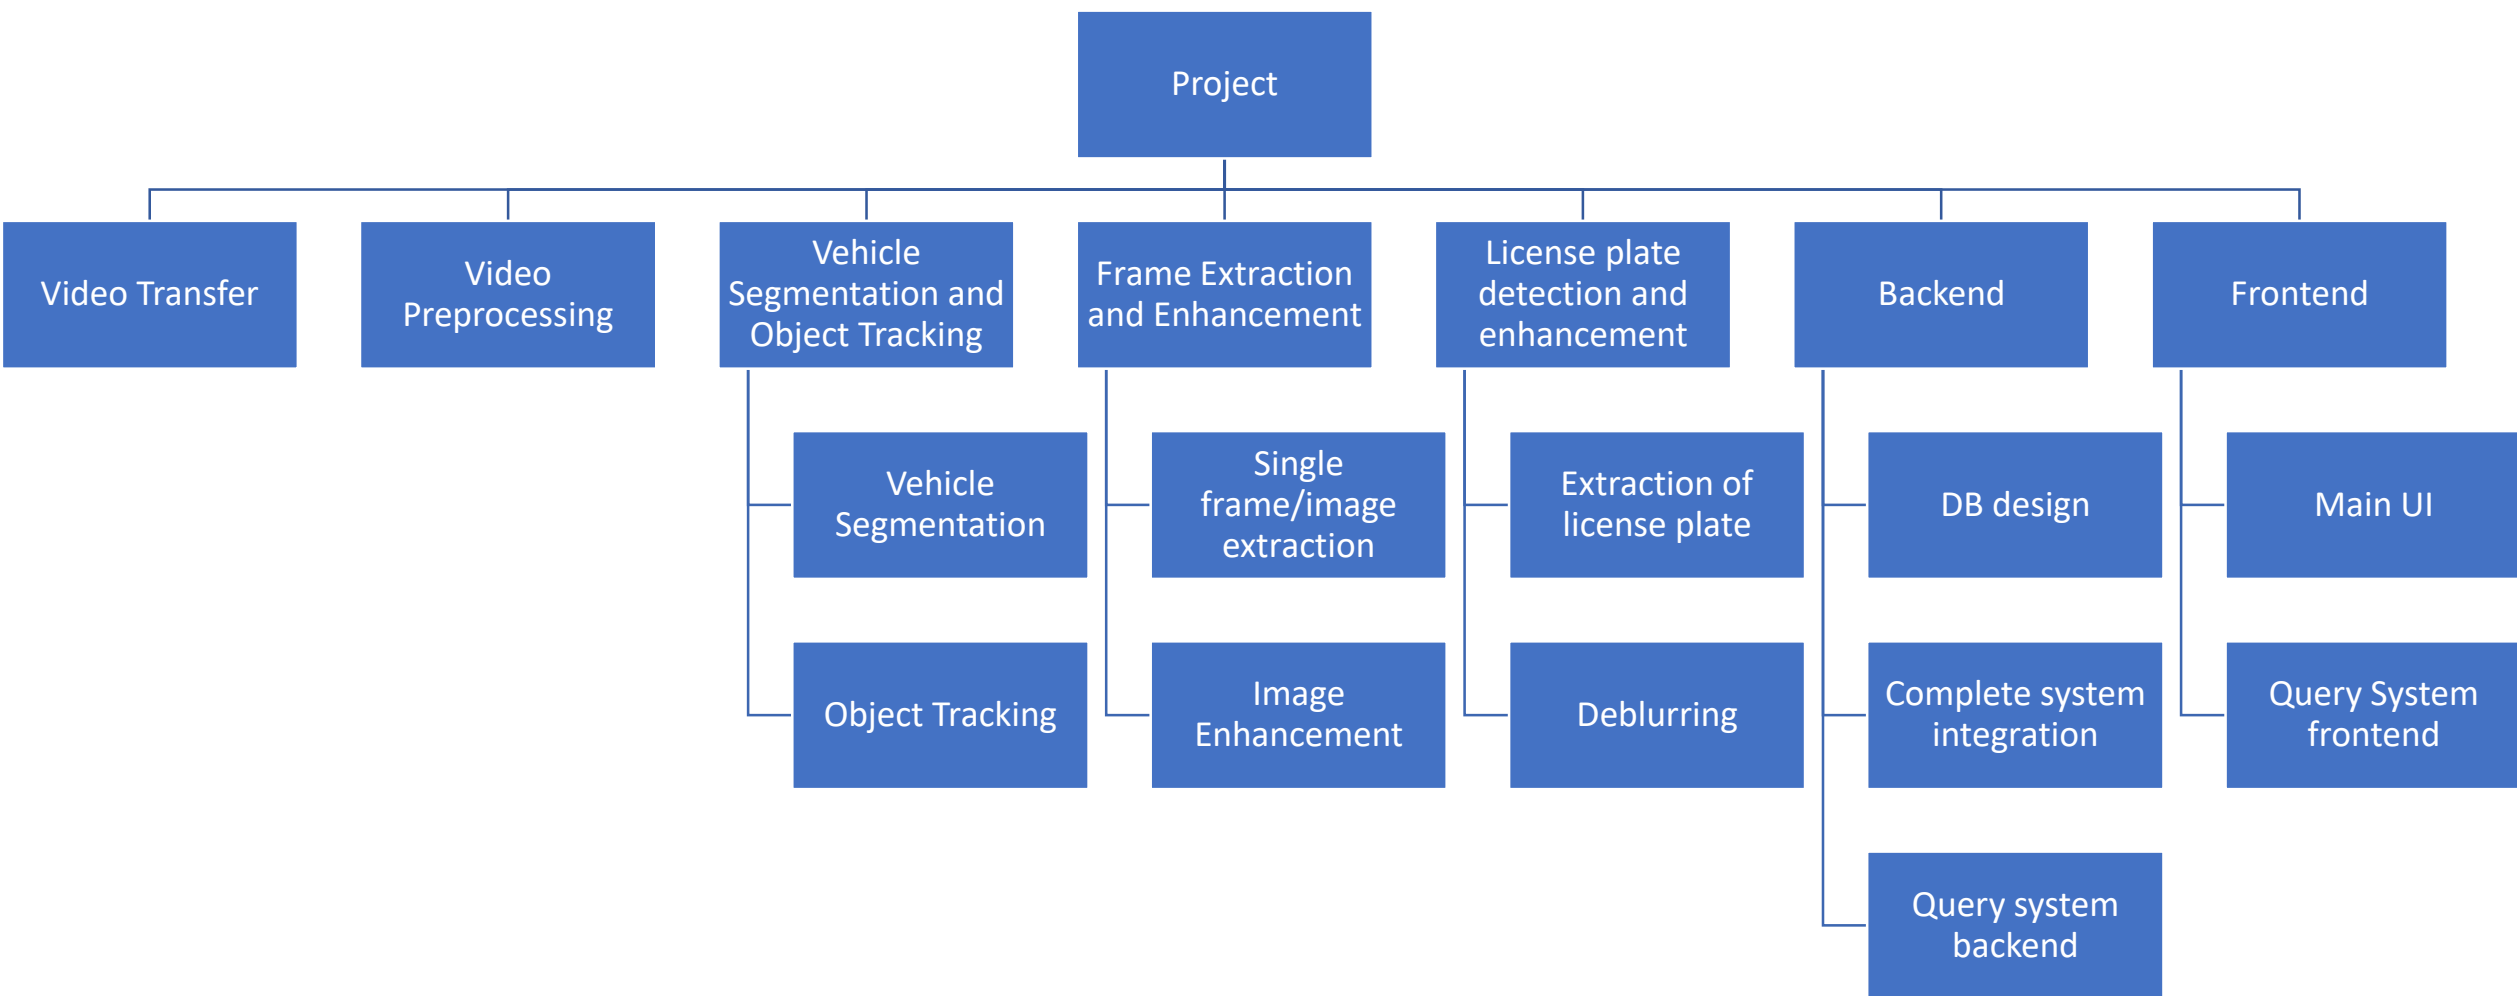 Project
Video Transfer
Video
Preprocessing
Vehicle
Segmentation and
Object Tracking
Frame Extraction
and Enhancement
License plate
detection and
enhancement
Backend
Frontend
Vehicle
Segmentation
Single
frame/image
extraction
Extraction of
license plate
DB design
Main UI
Object Tracking
Image
Enhancement
Deblurring
Complete system
integration
Query System
frontend
Query system
backend